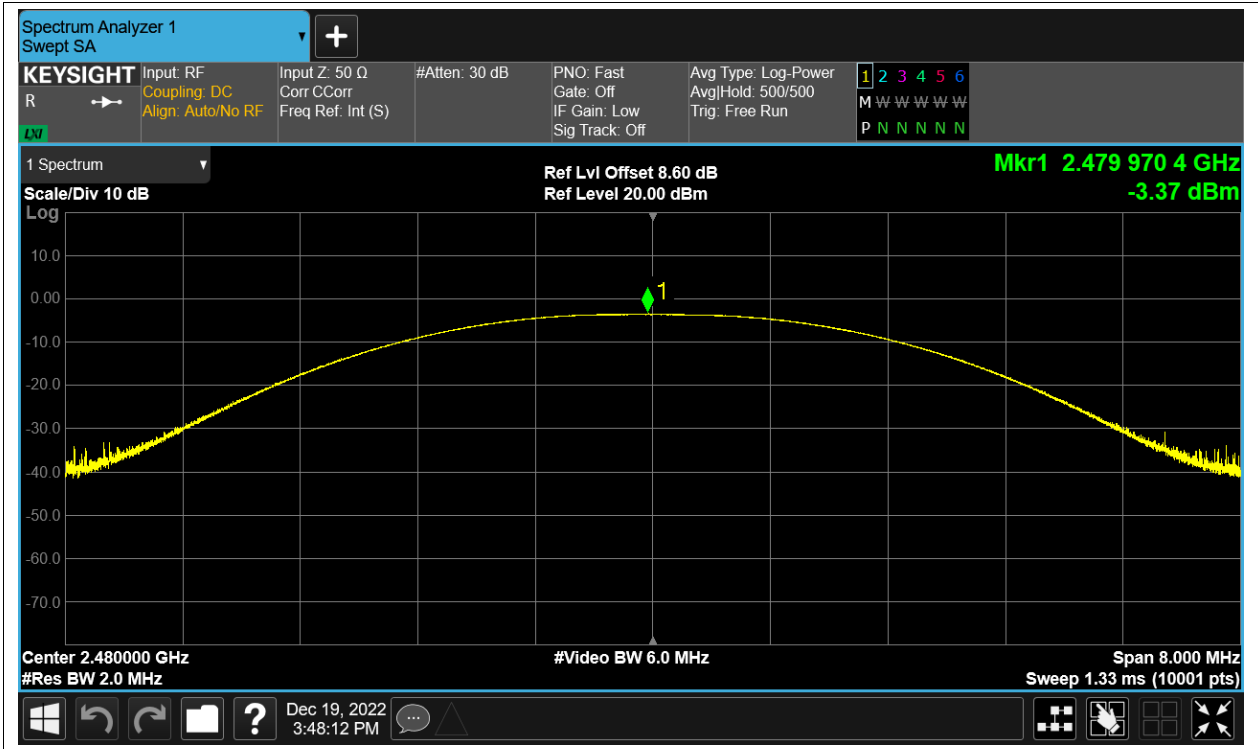 Spectrum Analyzer 1
Swept SA
KEYSIGHT
R
LXI
Input: RF
Coupling: DC
Align: Auto/No RF
Input Z: 50 Ω
Corr CCorr
Freq Ref: Int (S)
#Atten: 30 dB
PNO: Fast
Gate: Off
IF Gain: Low
Sig Track: Off
Avg Type: Log-Power
Avg|Hold: 500/500
Trig: Free Run
1 2 3 4 5 6
M W W W W W W
P N N N N N N
1 Spectrum
Scale/Div 10 dB
Log
Ref Lvl Offset 8.60 dB
Ref Level 20.00 dBm
Mkr1 2.479 970 4 GHz
-3.37 dBm
10.0
0.00
-10.0
-20.0
-30.0
-40.0
-50.0
-60.0
-70.0
1
Center 2.480000 GHz
#Res BW 2.0 MHz
#Video BW 6.0 MHz
Span 8.000 MHz
Sweep 1.33 ms (10001 pts)
?
Dec 19, 2022
3:48:12 PM